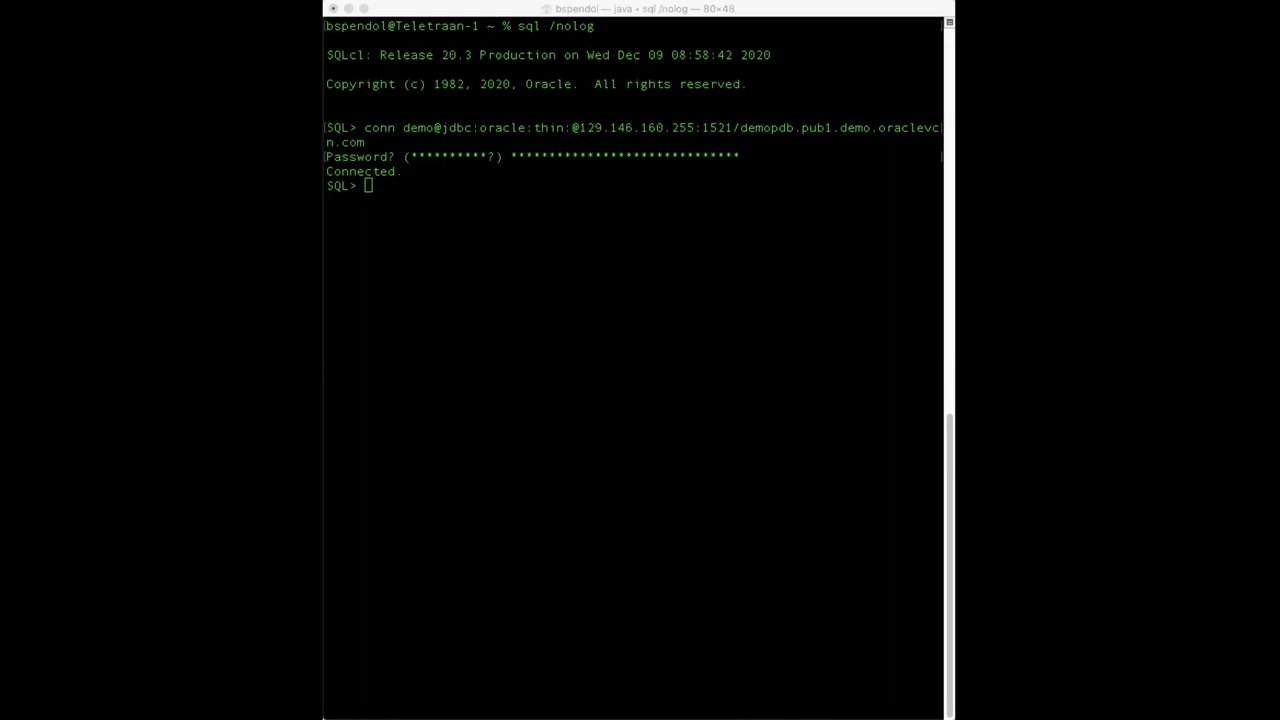 bspendol — java • sql /nolog — 80×48
[bspendol@Teletraan-1 ~ % sql /nolog ]
SQLcl: Release 20.3 Production on Wed Dec 09 08:58:42 2020
Copyright (c) 1982, 2020, Oracle.  All rights reserved.
[SQL> conn demo@jdbc:oracle:thin:@129.146.160.255:1521/demopdb.pub1.demo.oraclevc]
n.com
[Password? (**********?) ****************************** ]
Connected.
SQL>